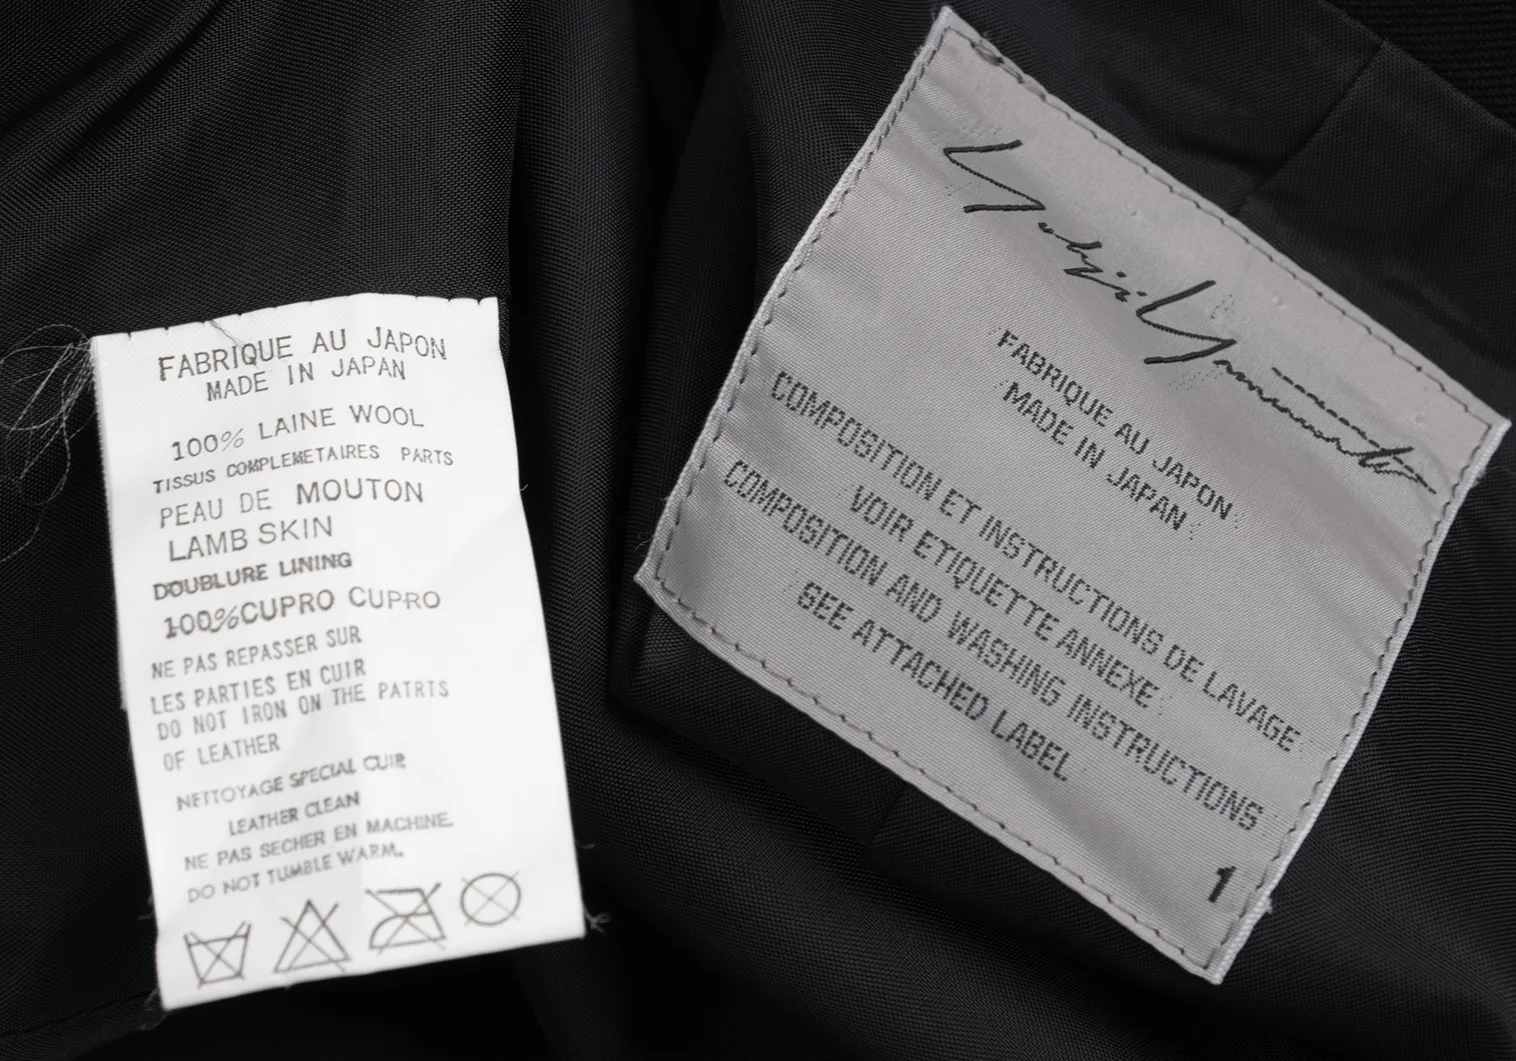 FABRIQUE AU JAPON
MADE IN JAPAN
100% LAINE WOOL
TISSUS COMPLEMETAIRES PARTS
PEAU DE MOUTON
LAMB SKIN
DOUBLURE LINING
100%CUPRO CUPRO
NE PAS REPASSER SUR
LES PARTIES EN CUIR
DO NOT IRON ON THE PATRTS
OF LEATHER
NETTOYAGE SPECIAL CUIR
LEATHER CLEAN
NE PAS SECHER EN MACHINE.
DO NOT TUMBLE WARM.
Yohji Yamamoto
FABRIQUE AU JAPON
MADE IN JAPAN
COMPOSITION ET INSTRUCTIONS DE LAVAGE
VOIR ETIQUETTE ANNEXE
COMPOSITION AND WASHING INSTRUCTIONS
SEE ATTACHED LABEL
1